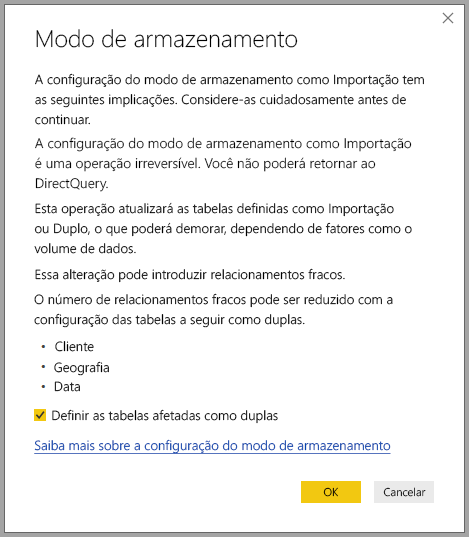 Modo de armazenamento
A configuração do modo de armazenamento como Importação tem
as seguintes implicações. Considere-as cuidadosamente antes de
continuar.
A configuração do modo de armazenamento como Importação
é uma operação irreversível. Você não poderá retornar ao
DirectQuery.
Esta operação atualizará as tabelas definidas como Importação
ou Duplo, o que poderá demorar, dependendo de fatores como o
volume de dados.
Essa alteração pode introduzir relacionamentos fracos.
O número de relacionamentos fracos pode ser reduzido com a
configuração das tabelas a seguir como duplas.
• Cliente
• Geografia
• Data
Definir as tabelas afetadas como duplas
Saiba mais sobre a configuração do modo de armazenamento
OK
Cancelar